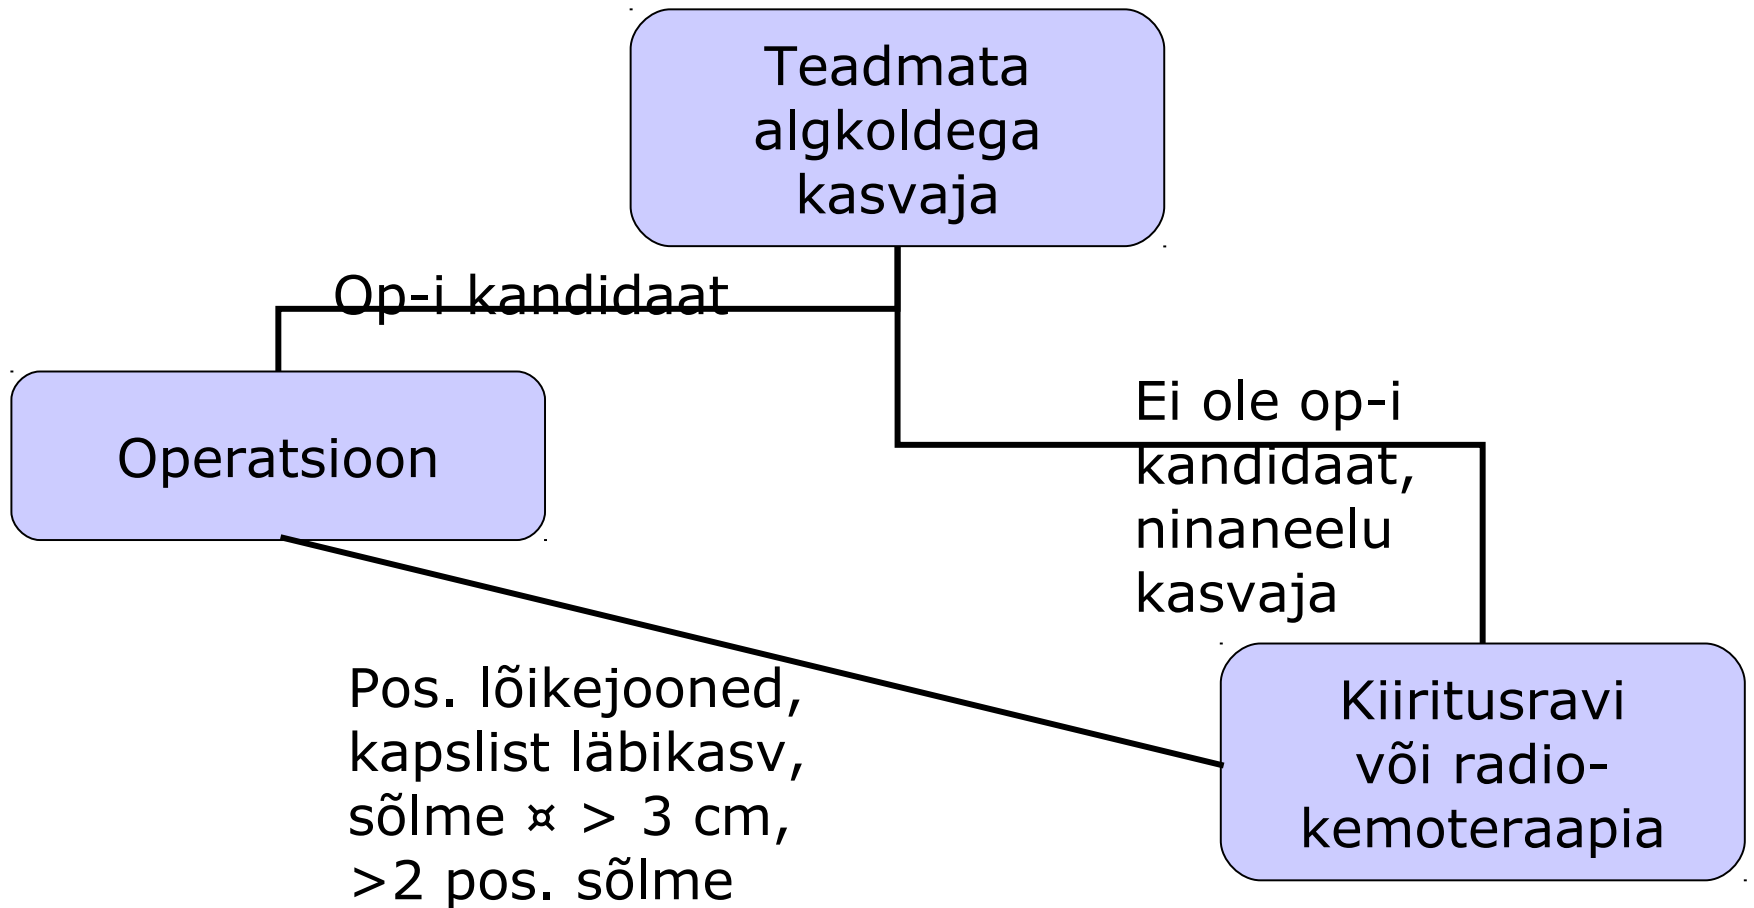 Teadmata
algkoldega
kasvaja
Op-i kandidaat
Operatsioon
Ei ole op-i
kandidaat,
ninaneelu
kasvaja
Pos. lõikejooned,
kapslist läbikasv,
sõlme ¤ > 3 cm,
>2 pos. sõlme
Kiiritusravi
või radio-
kemoteraapia